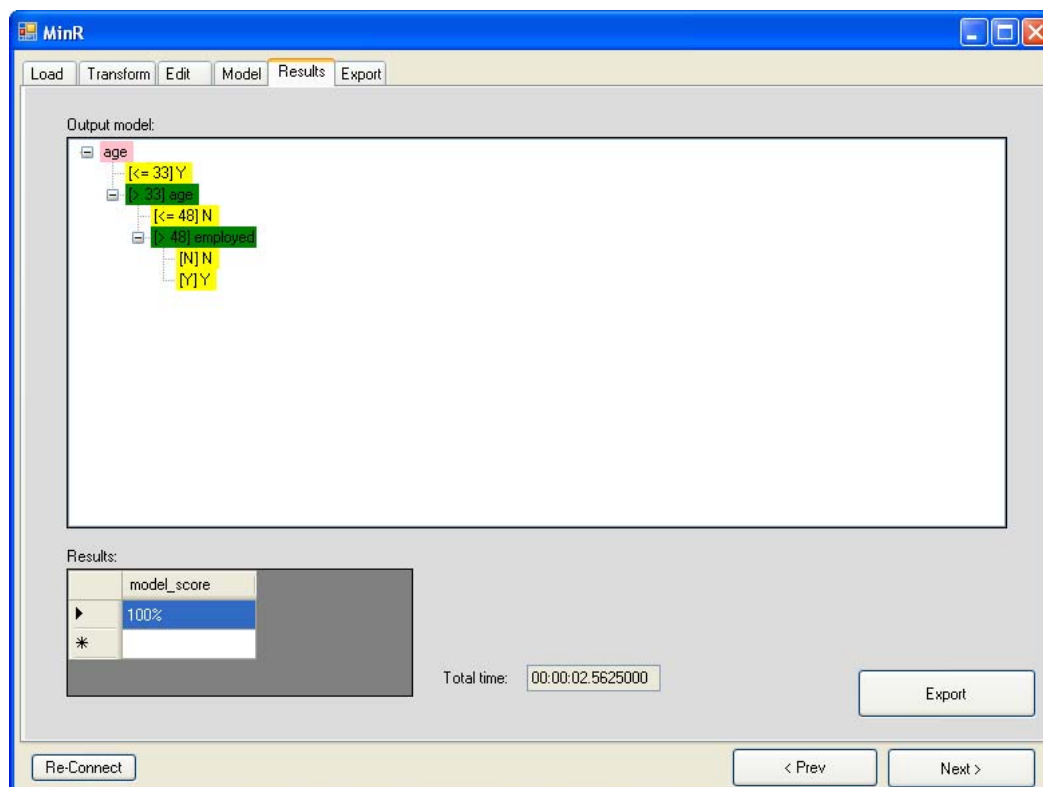 MinR
Load Transform Edit Model Results Export
Output model:
age
[<= 33] Y
[> 33] age
[<= 48] N
[> 48] employed
[N] N
[Y] Y
Results:
model_score
100%
Total time: 00:00:02.5625000
Export
Re-Connect < Prev Next >